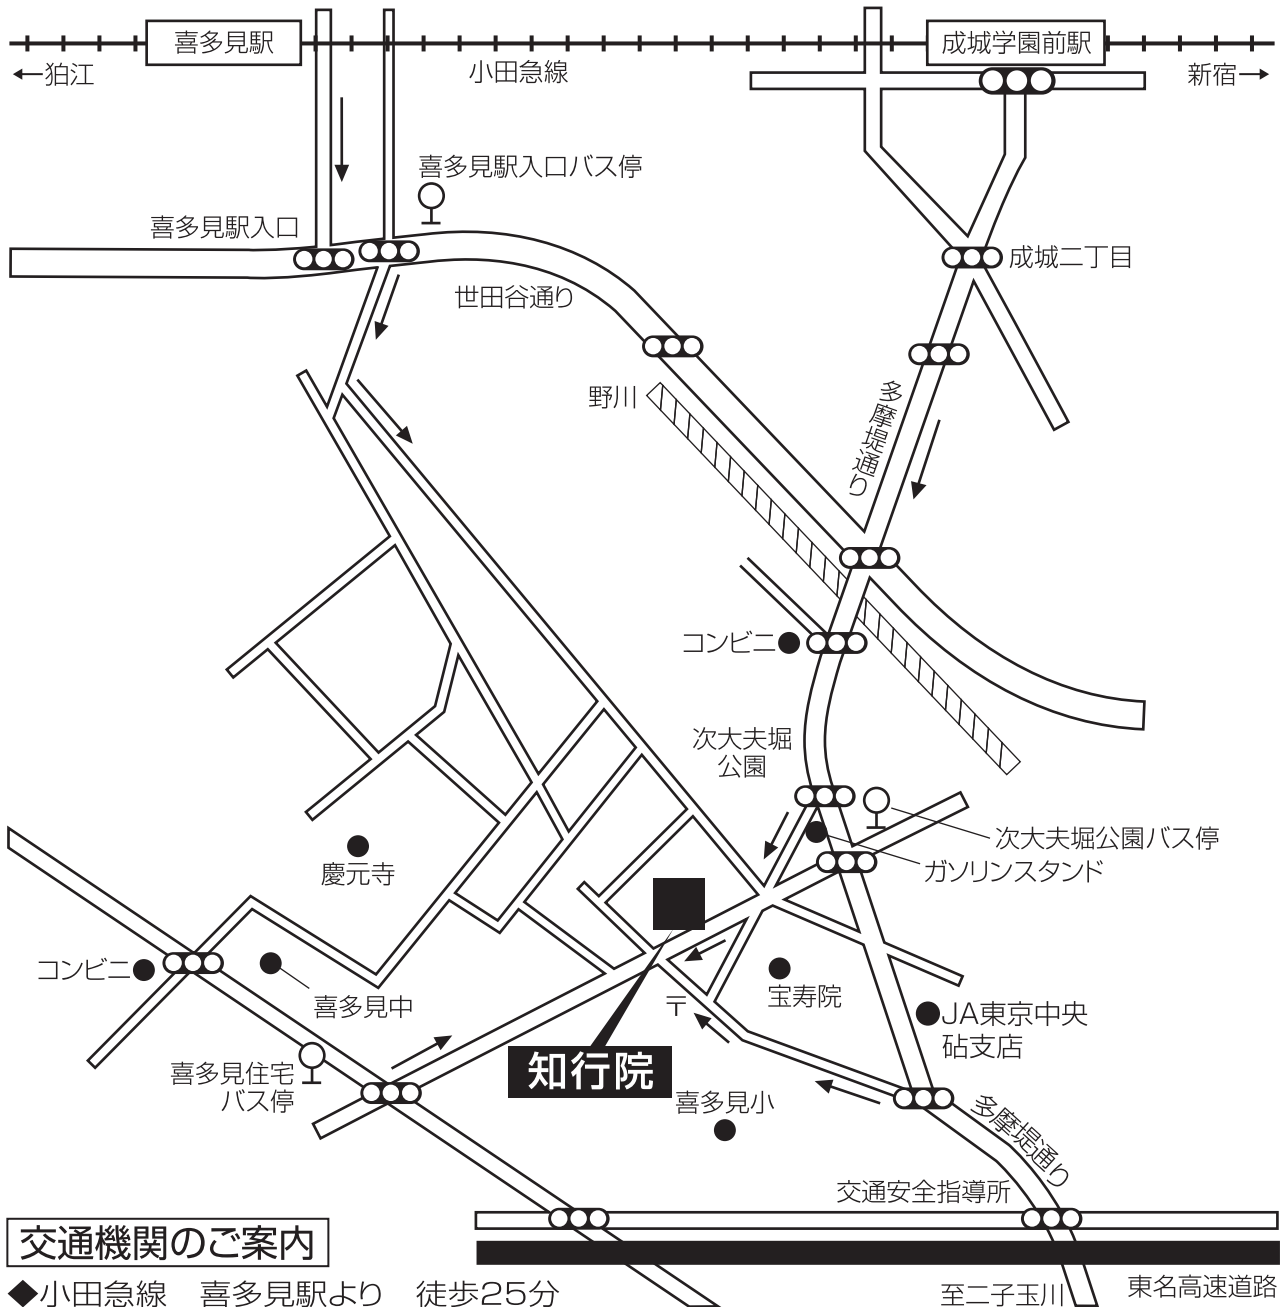 喜多見駅
成城学園前駅
←狛江
小田急線
新宿→
喜多見駅入口バス停
喜多見駅入口
成城二丁目
世田谷通り
野川
多摩堤通り
コンビニ
次大夫堀
公園
次大夫堀公園バス停
ガソリンスタンド
慶元寺
コンビニ
喜多見中
宝寿院
〒
JA東京中央
砧支店
喜多見住宅
バス停
知行院
喜多見小
多摩堤通り
交通安全指導所
交通機関のご案内
東名高速道路
至二子玉川
◆小田急線 喜多見駅より 徒歩25分